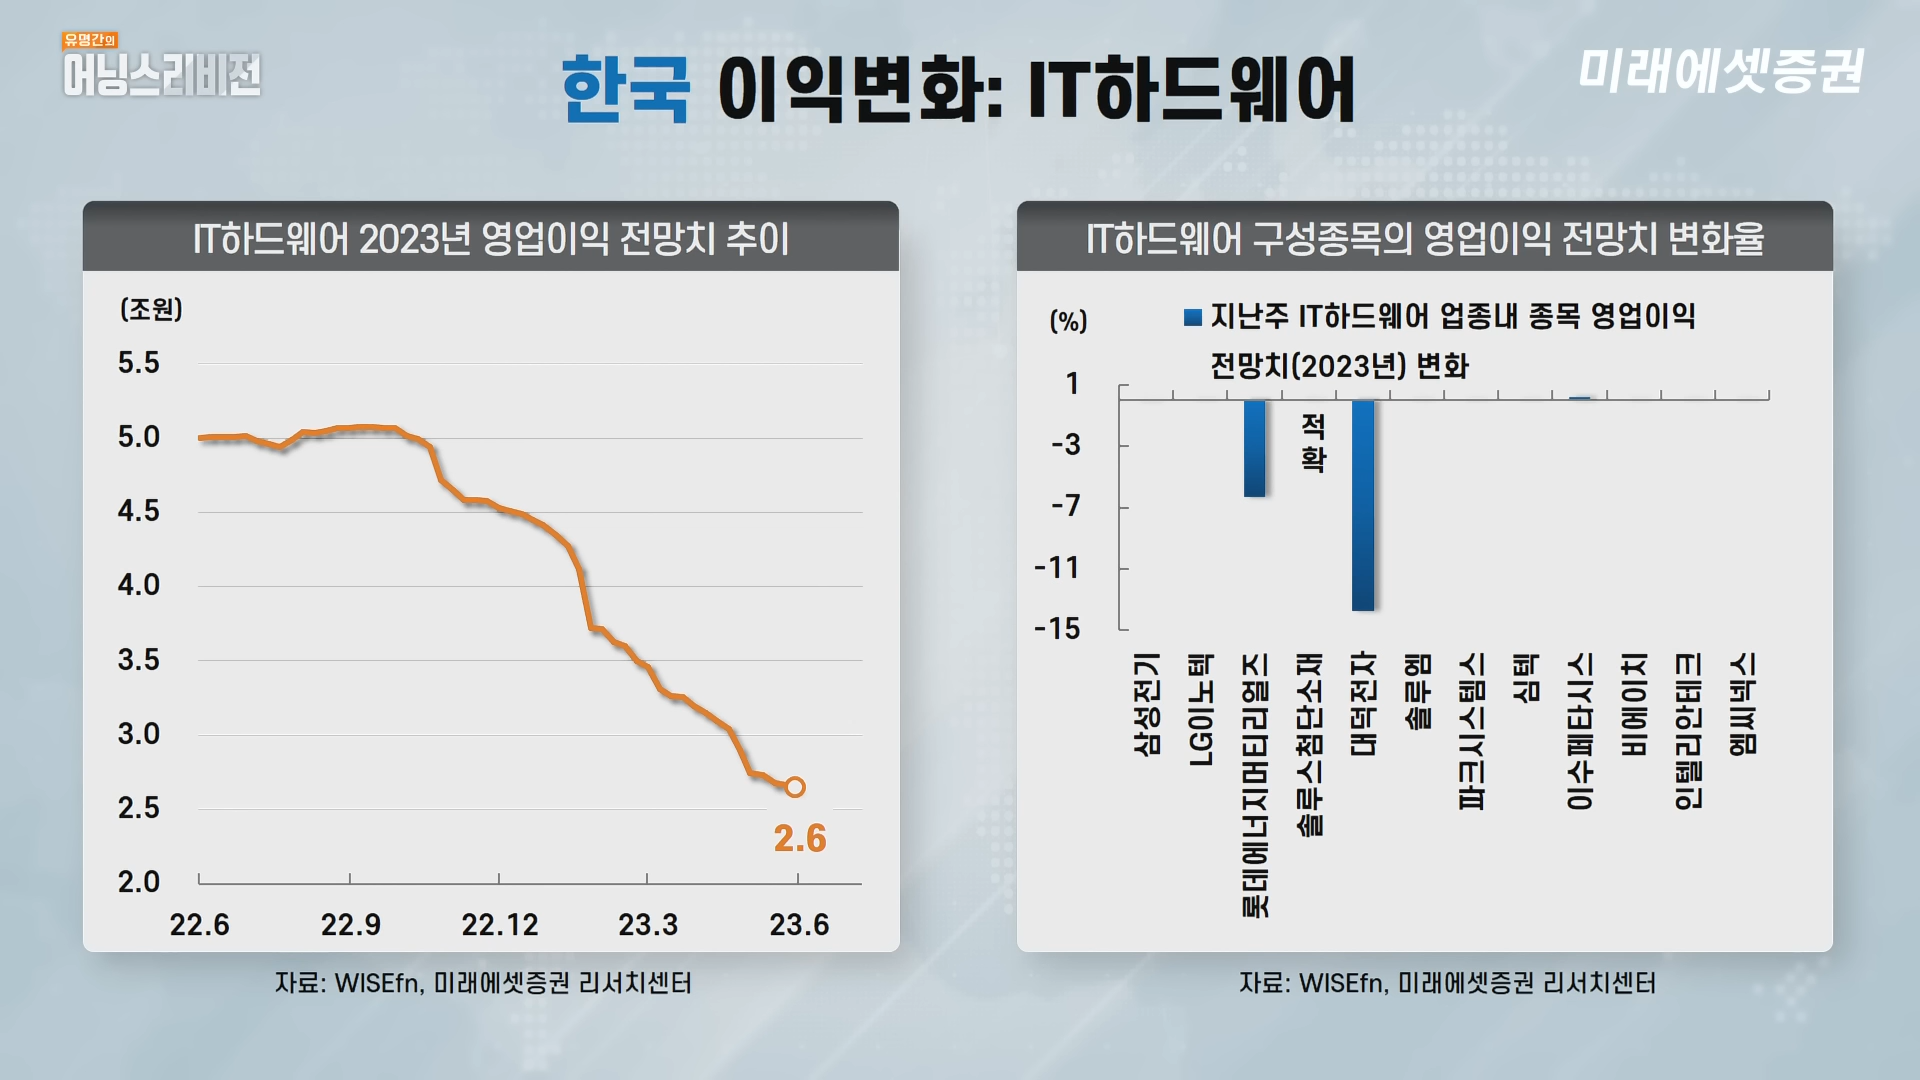 유명간의
어닝스리비전
한국 이익변화: IT하드웨어
미래에셋증권
IT하드웨어 2023년 영업이익 전망치 추이
(조원)
5.5
5.0
4.5
4.0
3.5
3.0
2.5
2.0
2.6
22.6
22.9
22.12
23.3
23.6
자료: WISEfn, 미래에셋증권 리서치센터
IT하드웨어 구성종목의 영업이익 전망치 변화율
(%)
지난주 IT하드웨어 업종내 종목 영업이익
전망치(2023년) 변화
1
-3
-7
-11
-15
적
확
삼성전기
LG이노텍
롯데에너지머티리얼즈
솔루스첨단소재
대덕전자
솔루엠
파크시스템스
심텍
이수페타시스
비에이치
인텔리안테크
엠씨넥스
자료: WISEfn, 미래에셋증권 리서치센터